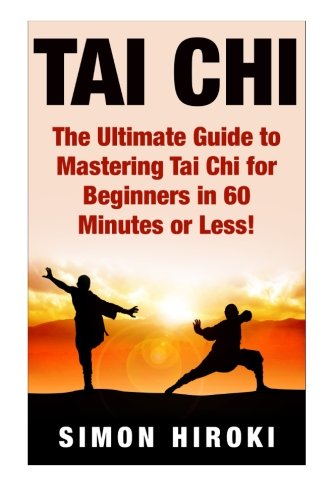 TAI CHI
The Ultimate Guide to
Mastering Tai Chi for
Beginners in 60
Minutes or Less!
SIMON HIROKI